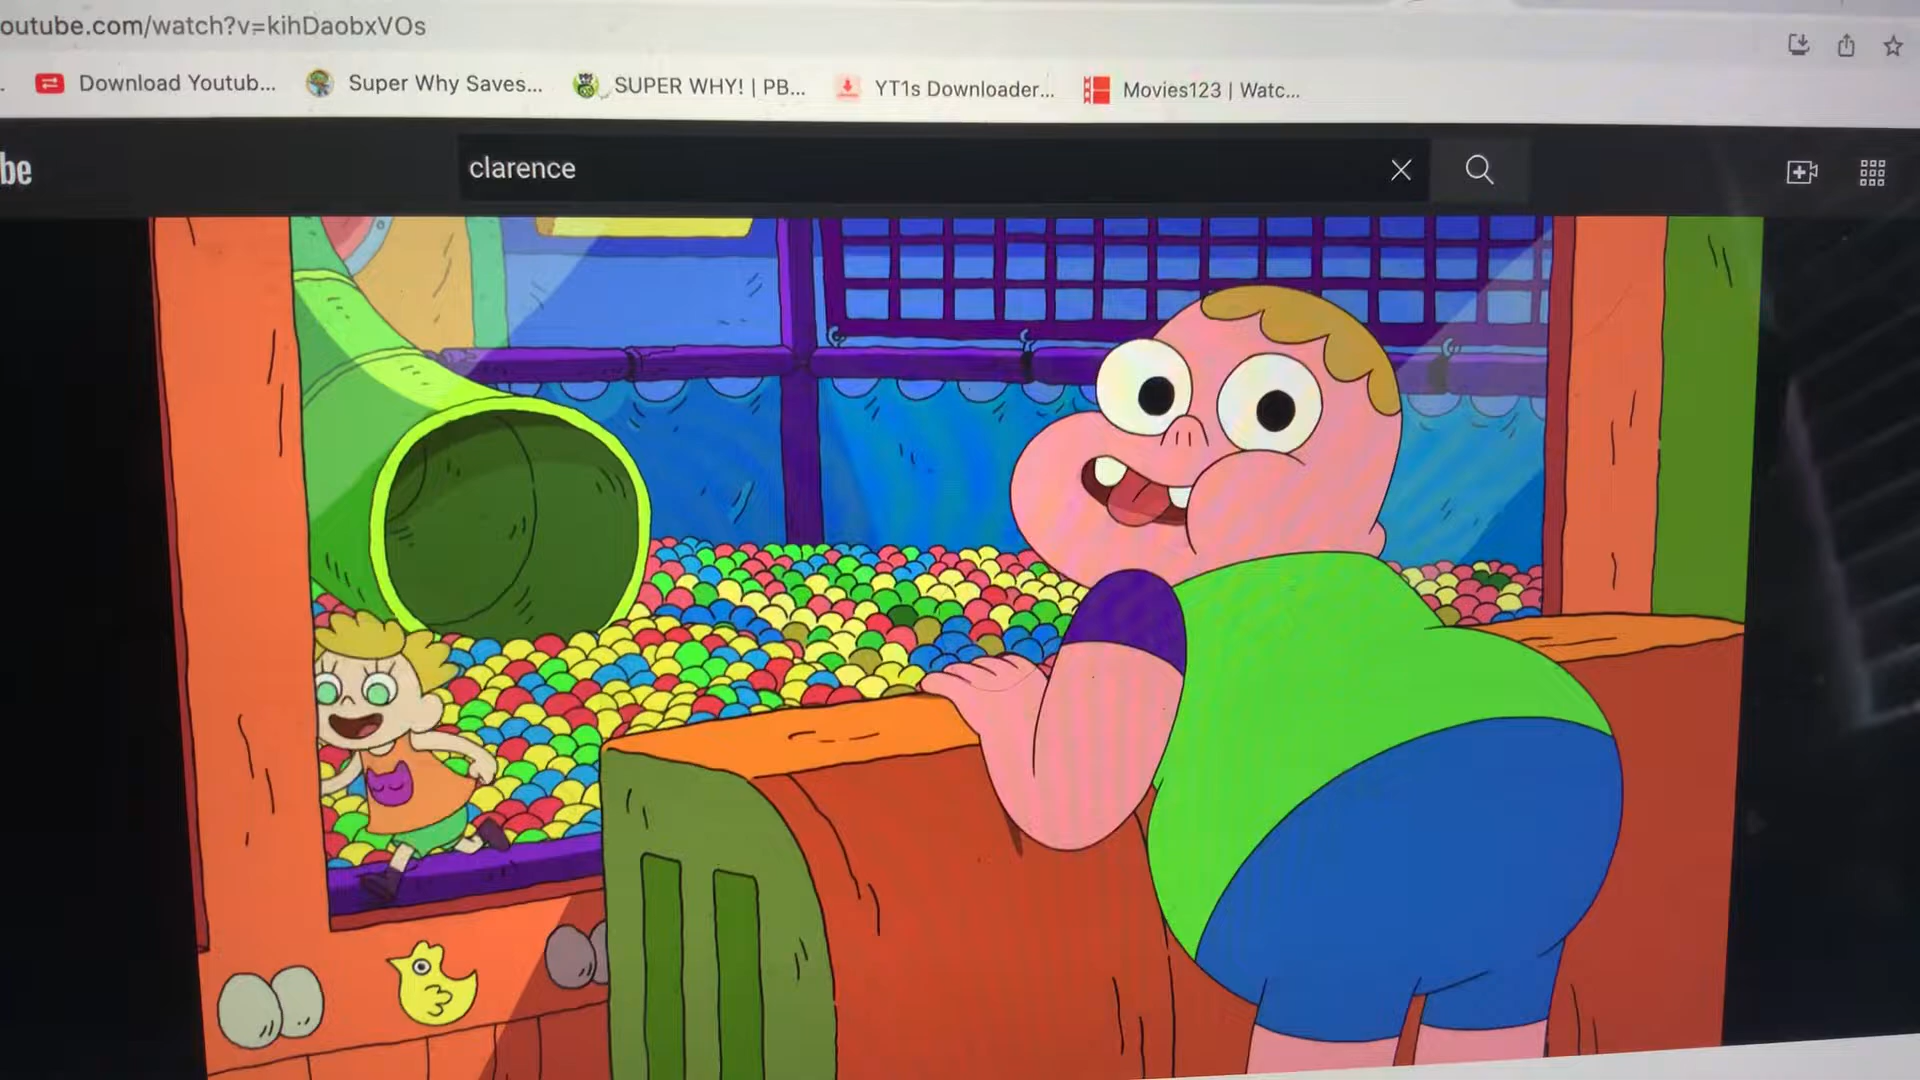 outube.com/watch?v=kihDaobxVOs
. Download Youtub... Super Why Saves... SUPER WHY! | PB... YT1s Downloader... Movies123 | Watc...
be clarence